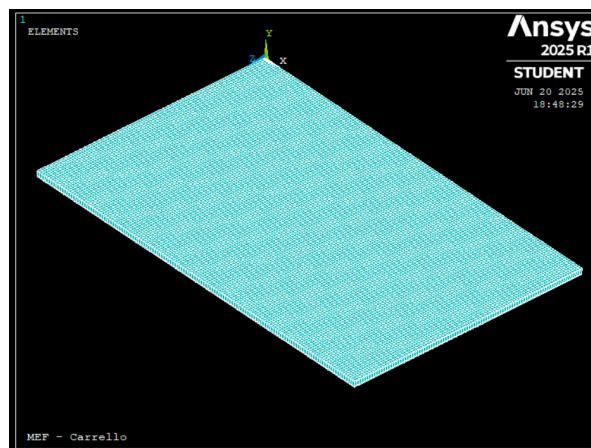 1
ELEMENTS
Ansys
2025 R1
STUDENT
JUN 20 2025
18:48:29
Y
Z
X
MEF - Carrello